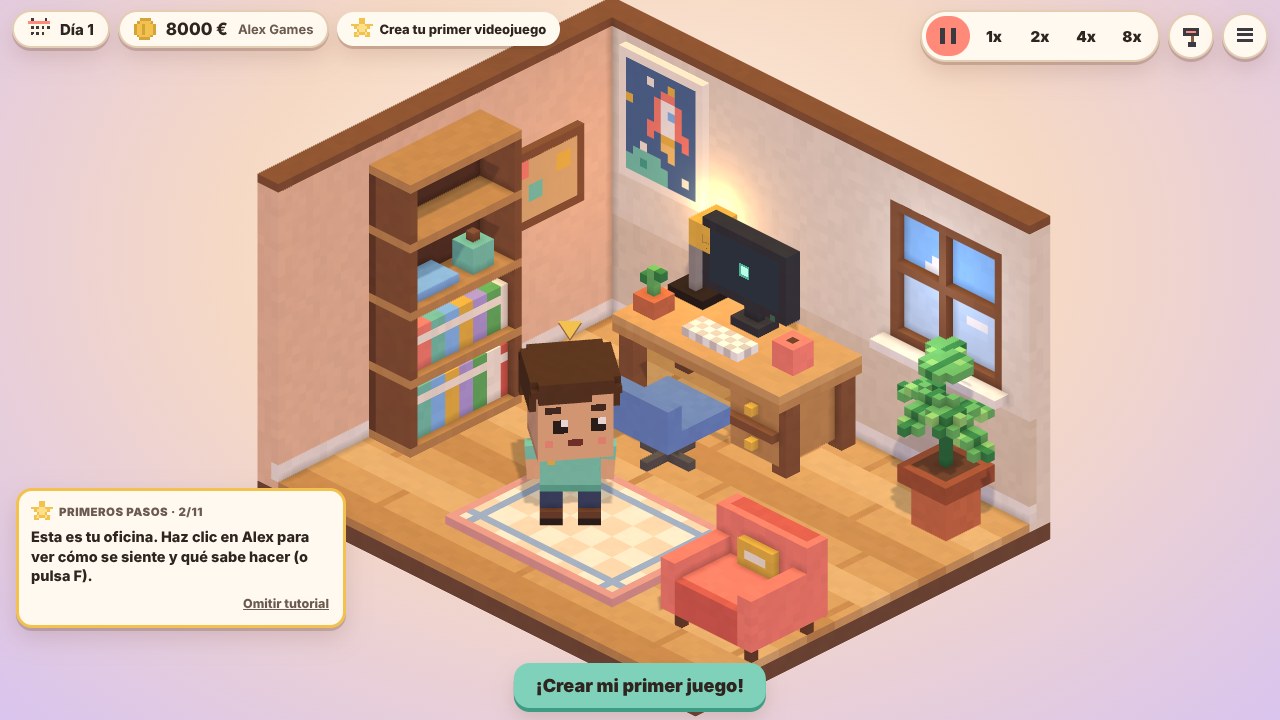 Día 1
8000 € Alex Games
Crea tu primer videojuego
1x 2x 4x 8x
PRIMEROS PASOS · 2/11
Esta es tu oficina. Haz clic en Alex para
ver cómo se siente y qué sabe hacer (o
pulsa F).
Omitir tutorial
¡Crear mi primer juego!